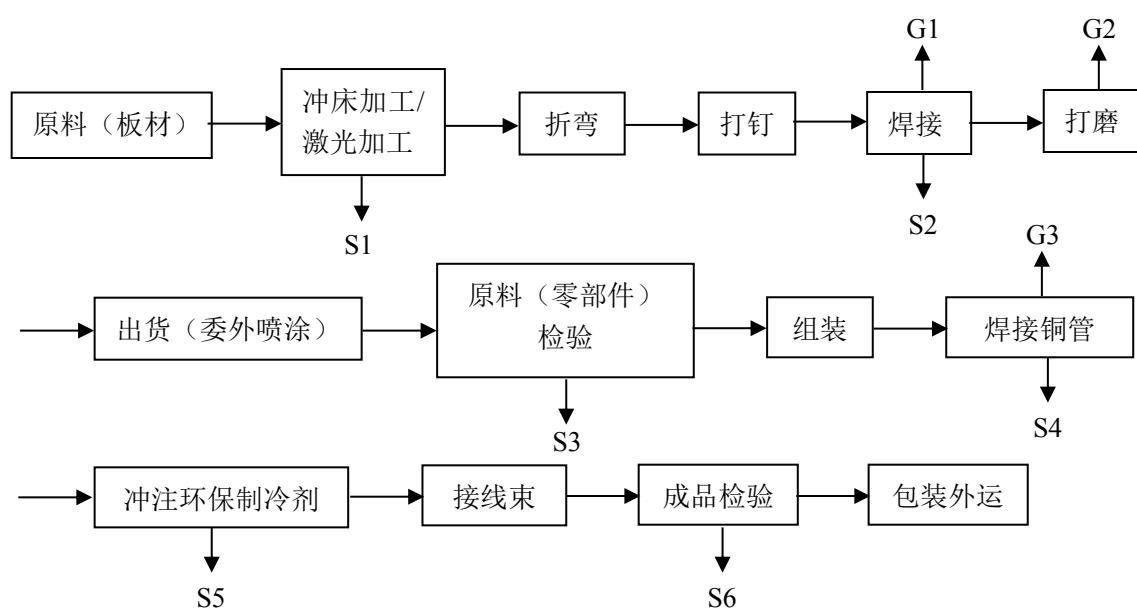 G1
G2
原料（板材）
冲床加工/
激光加工
折弯
打钉
焊接
打磨
S1
S2
G3
出货（委外喷涂）
原料（零部件）
检验
组装
焊接铜管
S3
S4
冲注环保制冷剂
接线束
成品检验
包装外运
S5
S6